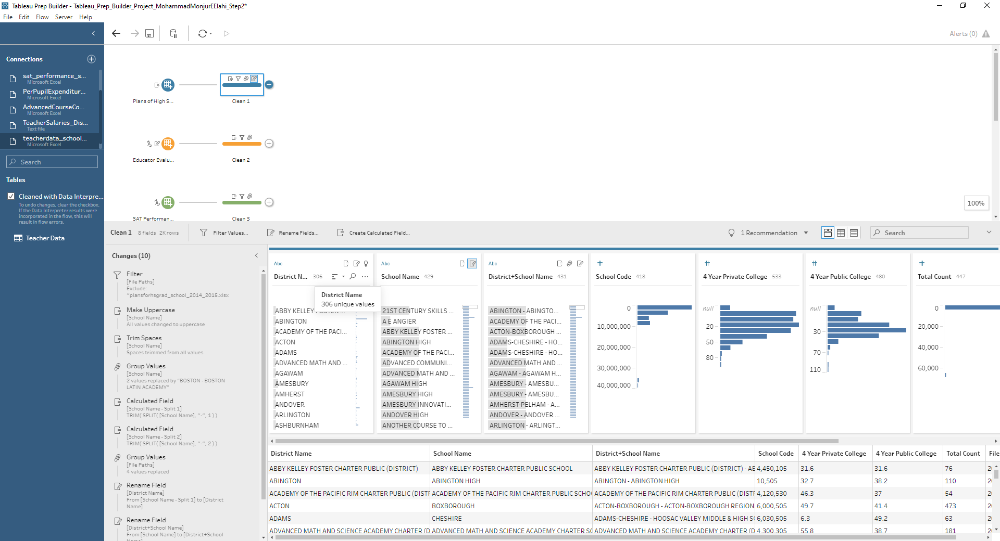 Tableau Prep Builder - Tableau_Prep_Builder_Project_MohammadMonjurEElahi_Step2*
File Edit Flow Server Help
Alerts (0)
Connections
sat_performance_s...
Microsoft Excel
PerPupilExpenditur...
Microsoft Excel
AdvancedCourseCo...
Microsoft Excel
TeacherSalaries_Dis...
Text file
teacherdata_school...
Microsoft Excel
Search
Tables
Cleaned with Data Interpre...
To undo changes, clear the checkbox.
If the Data Interpreter results were
incorporated in the flow, this will
result in flow errors.
Teacher Data
Plans of High S...
Clean 1
Educator Evalu...
Clean 2
SAT Performan...
Clean 3
100%
Clean 1 8 fields 2K rows
Filter Values...
Rename Fields...
Create Calculated Field...
1 Recommendation
Search
Changes (10)
Filter
[File Paths]
Exclude:
"plansforhsgrad_school_2014_2015.xlsx
Make Uppercase
[School Name]
All values changed to uppercase
Trim Spaces
[School Name]
Spaces trimmed from all values
Group Values
[School Name]
2 values replaced by "BOSTON - BOSTON
LATIN ACADEMY"
Calculated Field
[School Name - Split 1]
TRIM( SPLIT( [School Name], "-", 1 ) )
Calculated Field
[School Name - Split 2]
TRIM( SPLIT( [School Name], "-", 2 ) )
Group Values
[File Paths]
4 values replaced
Rename Field
[District Name]
From [School Name - Split 1] to [District
Name]
Rename Field
[District+School Name]
From [School Name] to [District+School
Abc
District N... 306
District Name
306 unique values
ABBY KELLEY FOSTER ...
ABINGTON
ACADEMY OF THE PACI...
ACTON
ADAMS
ADVANCED MATH AND ...
AGAWAM
AMESBURY
AMHERST
ANDOVER
ARLINGTON
ASHBURNHAM
Abc
School Name 429
21ST CENTURY SKILLS ...
A E ANGIER
ABBY KELLEY FOSTER ...
ABINGTON HIGH
ACADEMY OF THE PACI...
ADVANCED COMMUNI...
ADVANCED MATH AND ...
AGAWAM HIGH
AMESBURY HIGH
AMESBURY INNOVATI...
ANDOVER HIGH
ANOTHER COURSE TO ...
Abc
District+School Name 431
ABINGTON - ABINGTO...
ACADEMY OF THE PACI...
ACTON-BOXBOROUGH ...
ADAMS-CHESHIRE - HO...
ADAMS-CHESHIRE - HO...
ADVANCED MATH AND ...
AGAWAM - AGAWAM H...
AMESBURY - AMESBU...
AMESBURY - AMESBU...
AMHERST-PELHAM - A...
ANDOVER - ANDOVER ...
ARLINGTON - ARLINGT...
#
School Code 418
0
10,000,000
20,000,000
30,000,000
40,000,000
#
4 Year Private College 533
null
20
50
80
#
4 Year Public College 480
null
30
70
110
#
Total Count 447
0
20,000
40,000
60,000
District Name School Name District+School Name School Code 4 Year Private College 4 Year Public College Total Count File
ABBY KELLEY FOSTER CHARTER PUBLIC (DISTRICT) ABBY KELLEY FOSTER CHARTER PUBLIC SCHOOL ABBY KELLEY FOSTER CHARTER PUBLIC (DISTRICT) - AE 4,450,105 31.6 31.6 76 2
ABINGTON ABINGTON HIGH ABINGTON - ABINGTON HIGH 10,505 32.7 38.2 110 2
ACADEMY OF THE PACIFIC RIM CHARTER PUBLIC (DISTR ACADEMY OF THE PACIFIC RIM CHARTER PUBLIC SCHO ACADEMY OF THE PACIFIC RIM CHARTER PUBLIC (DISTR 4,120,530 46.3 37 54 2
ACTON BOXBOROUGH ACTON-BOXBOROUGH - ACTON-BOXBOROUGH REGION 6,000,505 49.7 41.4 473 2
ADAMS CHESHIRE ADAMS-CHESHIRE - HOOSAC VALLEY MIDDLE & HIGH SC 6,030,505 6.3 49.2 63 2
ADVANCED MATH AND SCIENCE ACADEMY CHARTER (D ADVANCED MATH AND SCIENCE ACADEMY CHARTER SC ADVANCED MATH AND SCIENCE ACADEMY CHARTER (D 4,300,305 55.8 38.7 181 2